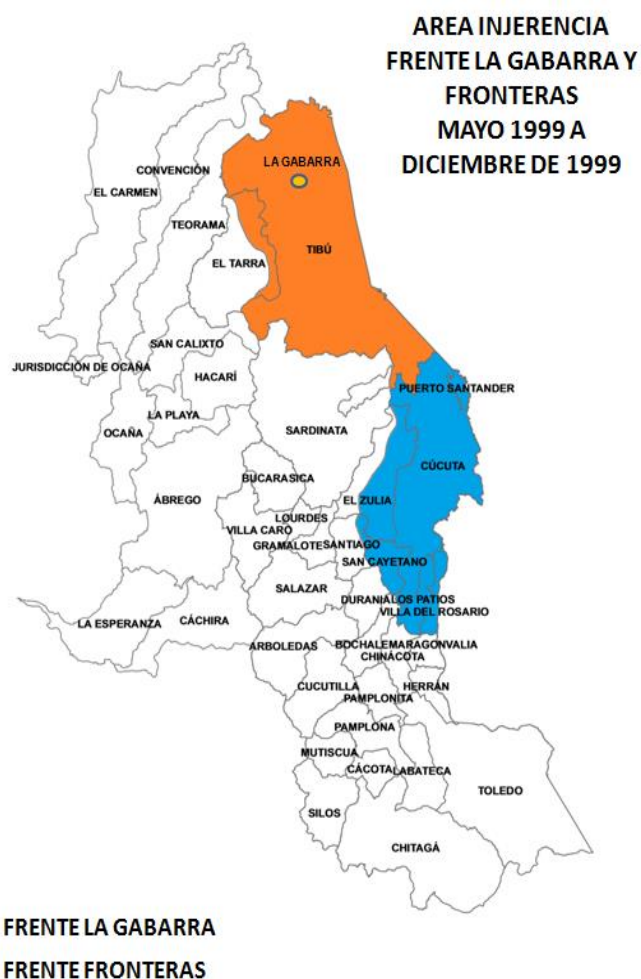 AREA INJERENCIA
FRENTE LA GABARRA Y
FRONTERAS
MAYO 1999 A
DICIEMBRE DE 1999
LA GABARRA
CONVENCIÓN
EL CARMEN
TEORAMA
TIBÚ
EL TARRA
SAN CALIXTO
JURISDICCIÓN DE OCAÑA
HACARÍ
PUERTO SANTANDER
LA PLAYA
OCAÑA
SARDINATA
CÚCUTA
BUCARASICA
ÁBREGO
EL ZULIA
LOURDES
VILLA CARO
GRAMALOTE
SANTIAGO
SAN CAYETANO
SALAZAR
DURANIA
LOS PATIOS
VILLA DEL ROSARIO
LA ESPERANZA
CÁCHIRA
ARBOLEDAS
BOCHALEMA
RAGONVALIA
CHINÁCOTA
CUCUTILLA
HERRÁN
PAMPLONITA
PAMPLONA
MUTISCUA
CÁCOTA
LABATECA
TOLEDO
SILOS
CHITAGÁ
FRENTE LA GABARRA
FRENTE FRONTERAS